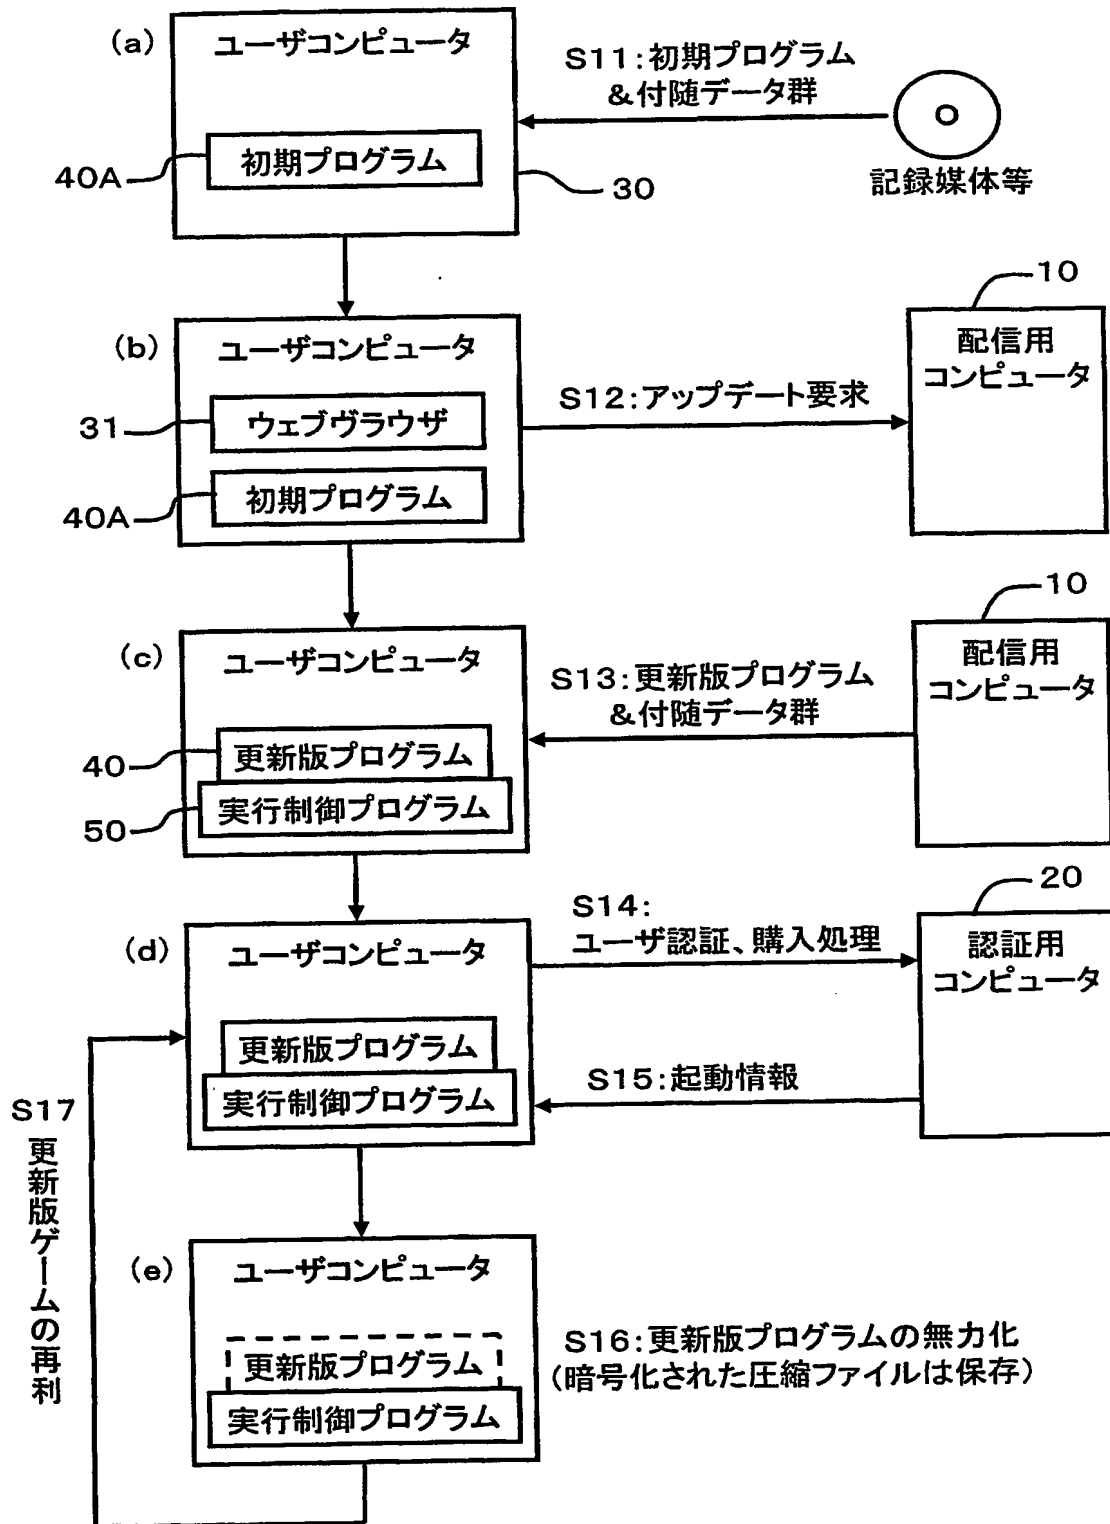 (a)
ユーザコンピュータ
初期プログラム
40A
30
S11:初期プログラム
&付随データ群
記録媒体等
(b)
ユーザコンピュータ
ウェブヴラウザ
31
初期プログラム
40A
S12:アップデート要求
10
配信用
コンピュータ
(c)
ユーザコンピュータ
更新版プログラム
40
実行制御プログラム
50
S13:更新版プログラム
&付随データ群
10
配信用
コンピュータ
(d)
ユーザコンピュータ
更新版プログラム
実行制御プログラム
S14:
ユーザ認証、購入処理
S15:起動情報
20
認証用
コンピュータ
S17
更新版ゲームの再利
(e)
ユーザコンピュータ
更新版プログラム
実行制御プログラム
S16:更新版プログラムの無力化
(暗号化された圧縮ファイルは保存)